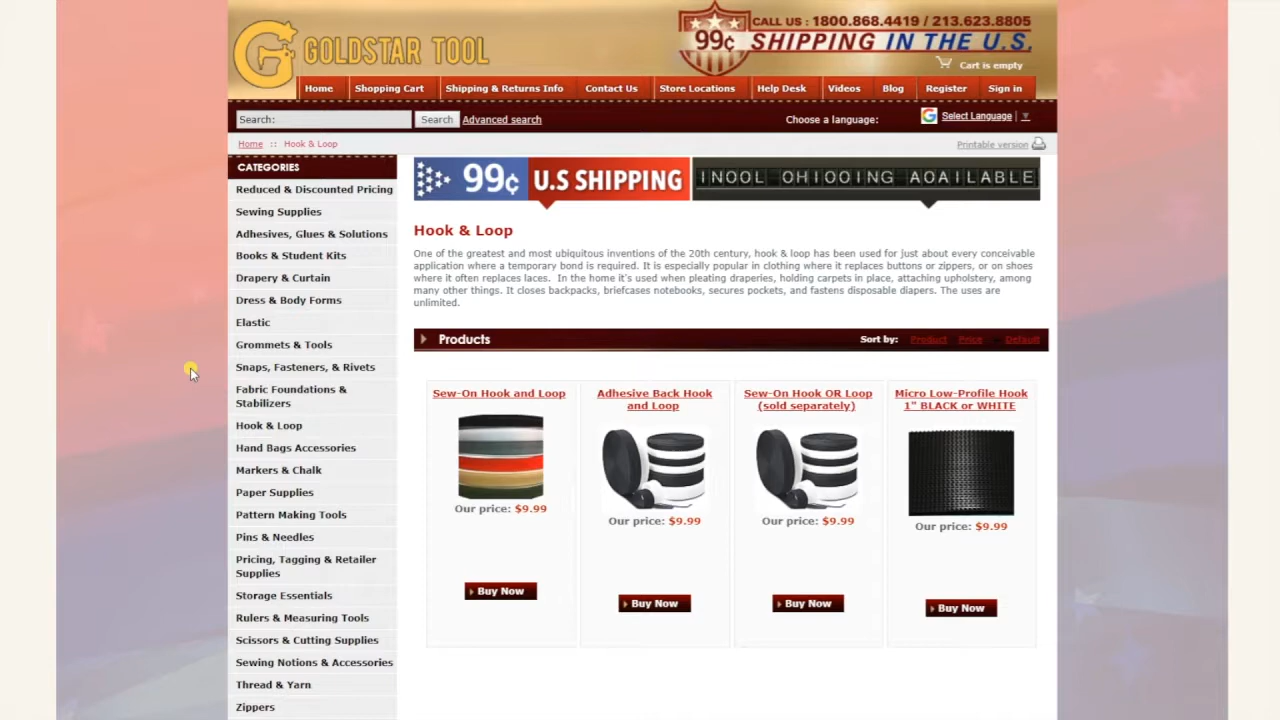 GOLDSTAR TOOL
CALL US : 1800.868.4419 / 213.623.8805
99¢ SHIPPING IN THE U.S.
Cart is empty
Home Shopping Cart Shipping & Returns Info Contact Us Store Locations Help Desk Videos Blog Register Sign in
Search: Search Advanced search Choose a language: G Select Language | ▼
Home :: Hook & Loop Printable version
CATEGORIES
Reduced & Discounted Pricing
Sewing Supplies
Adhesives, Glues & Solutions
Books & Student Kits
Drapery & Curtain
Dress & Body Forms
Elastic
Grommets & Tools
Snaps, Fasteners, & Rivets
Fabric Foundations &
Stabilizers
Hook & Loop
Hand Bags Accessories
Markers & Chalk
Paper Supplies
Pattern Making Tools
Pins & Needles
Pricing, Tagging & Retailer
Supplies
Storage Essentials
Rulers & Measuring Tools
Scissors & Cutting Supplies
Sewing Notions & Accessories
Thread & Yarn
Zippers
99¢ U.S SHIPPING
INOOL OHIOOING AOAILABLE
Hook & Loop
One of the greatest and most ubiquitous inventions of the 20th century, hook & loop has been used for just about every conceivable
application where a temporary bond is required. It is especially popular in clothing where it replaces buttons or zippers, or on shoes
where it often replaces laces. In the home it's used when pleating draperies, holding carpets in place, attaching upholstery, among
many other things. It closes backpacks, briefcases notebooks, secures pockets, and fastens disposable diapers. The uses are
unlimited.
Products Sort by: Product Price Default
Sew-On Hook and Loop
Our price: $9.99
Buy Now
Adhesive Back Hook
and Loop
Our price: $9.99
Buy Now
Sew-On Hook OR Loop
(sold separately)
Our price: $9.99
Buy Now
Micro Low-Profile Hook
1" BLACK or WHITE
Our price: $9.99
Buy Now